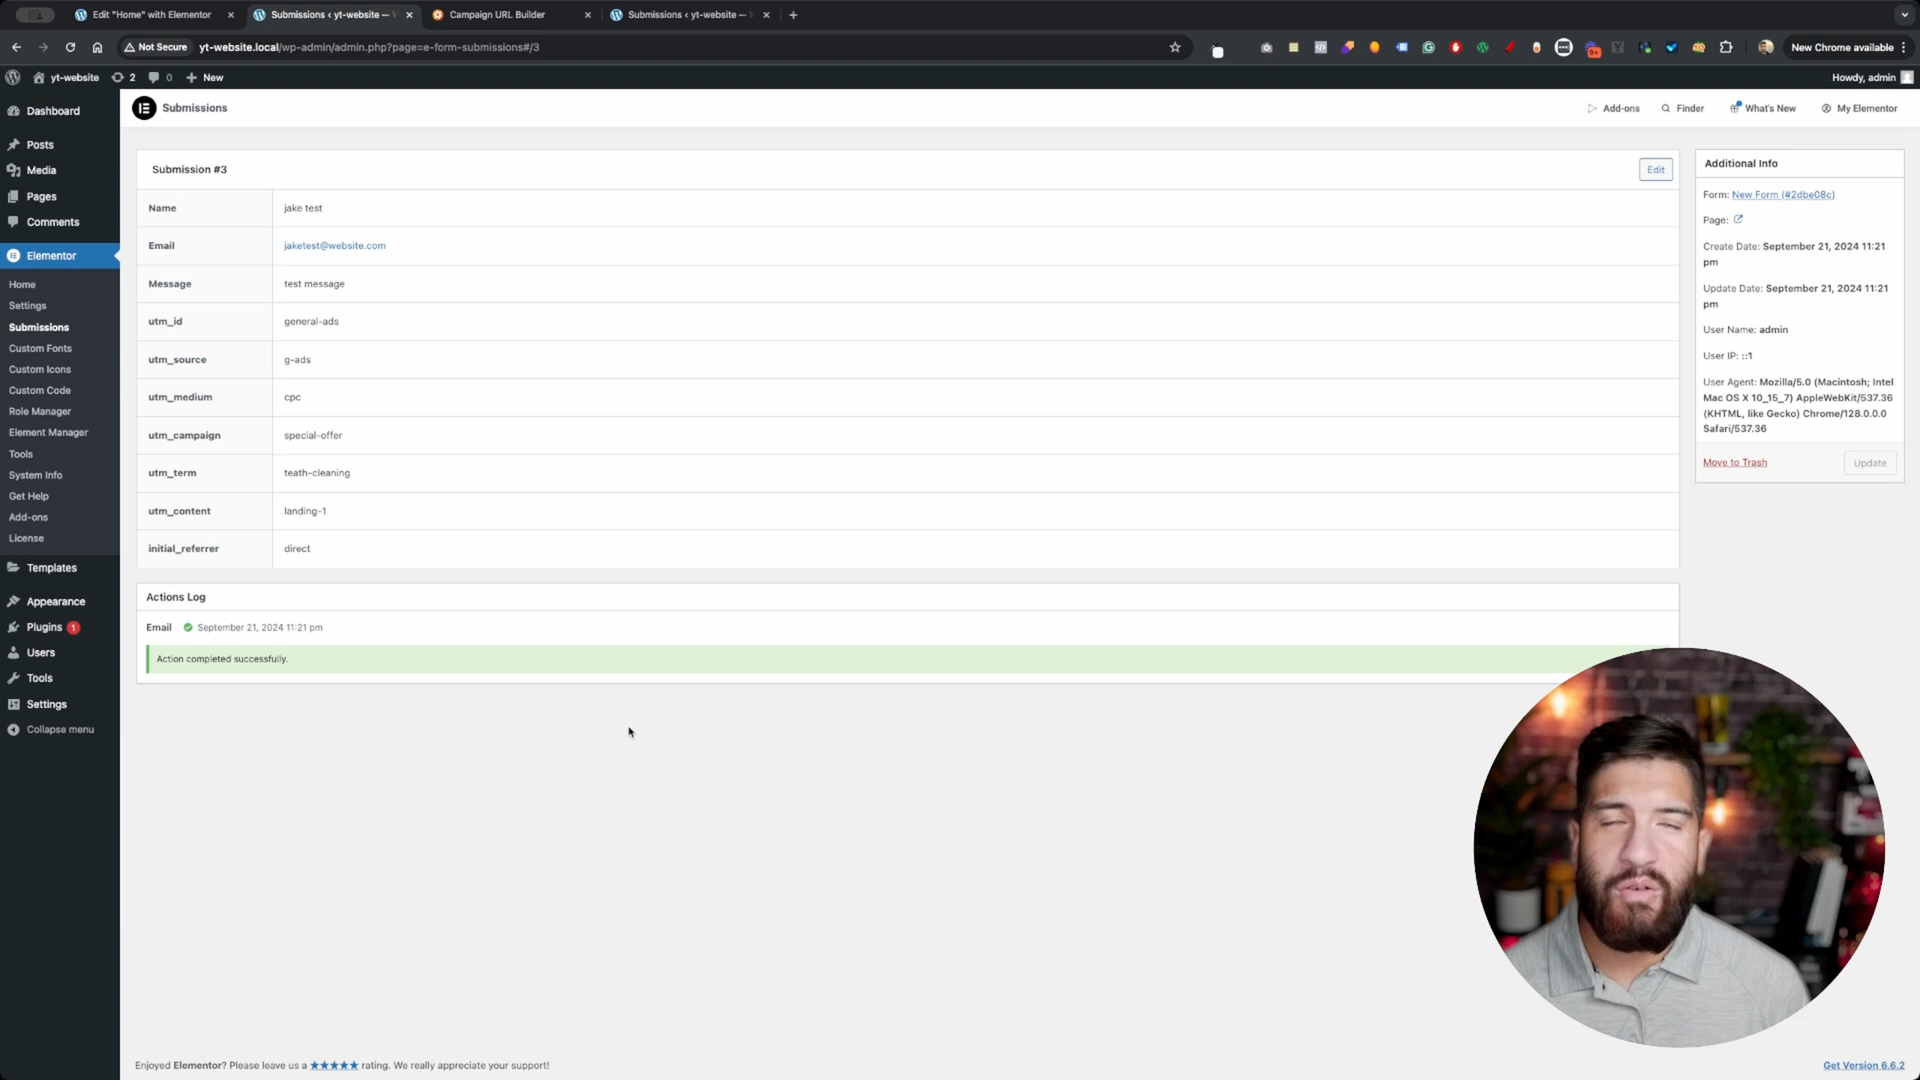 Edit "Home" with Elementor
Submissions ‹ yt-website —
Campaign URL Builder
Submissions ‹ yt-website —
Not Secure
yt-website.local/wp-admin/admin.php?page=e-form-submissions#/3
New Chrome available
yt-website
2
0
New
Howdy, admin
Dashboard
Posts
Media
Pages
Comments
Elementor
Home
Settings
Submissions
Custom Fonts
Custom Icons
Custom Code
Role Manager
Element Manager
Tools
System Info
Get Help
Add-ons
License
Templates
Appearance
Plugins 1
Users
Tools
Settings
Collapse menu
Submissions
Add-ons
Finder
What's New
My Elementor
Submission #3
Edit
Name jake test
Email jaketest@website.com
Message test message
utm_id general-ads
utm_source g-ads
utm_medium cpc
utm_campaign special-offer
utm_term teath-cleaning
utm_content landing-1
initial_referrer direct
Actions Log
Email September 21, 2024 11:21 pm
Action completed successfully.
Additional Info
Form: New Form (#2dbe08c)
Page:
Create Date: September 21, 2024 11:21
pm
Update Date: September 21, 2024 11:21
pm
User Name: admin
User IP: ::1
User Agent: Mozilla/5.0 (Macintosh; Intel
Mac OS X 10_15_7) AppleWebKit/537.36
(KHTML, like Gecko) Chrome/128.0.0.0
Safari/537.36
Move to Trash
Update
Enjoyed Elementor? Please leave us a ★★★★★ rating. We really appreciate your support!
Get Version 6.6.2